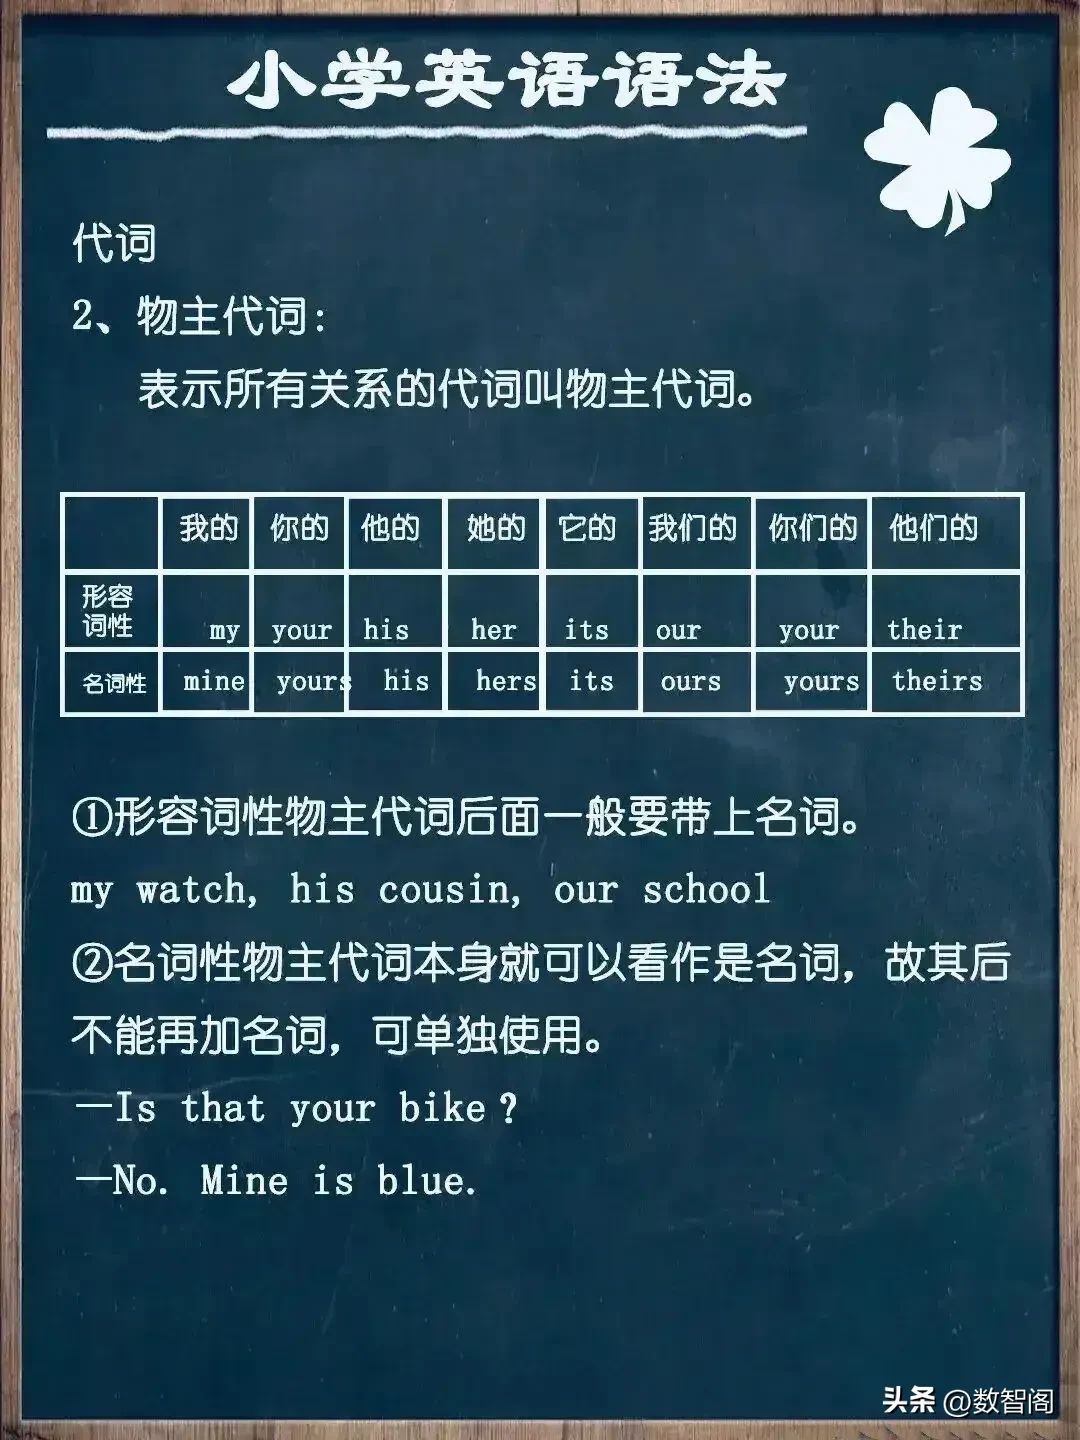 小学英语语法
代词
2、物主代词:
表示所有关系的代词叫物主代词。
我的 你的 他的 她的 它的 我们的 你们的 他们的
形容
词性 my your his her its our your their
名词性 mine yours his hers its ours yours theirs
①形容词性物主代词后面一般要带上名词。
my watch, his cousin, our school
②名词性物主代词本身就可以看作是名词，故其后
不能再加名词，可单独使用。
—Is that your bike？
—No. Mine is blue.
头条 @数智阁